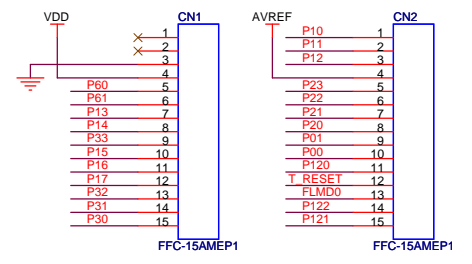 VDD CN1 AVREF CN2
1 P10 1
2 P11 2
3 P12 3
4 4
P60 5 P23 5
P61 6 P22 6
P13 7 P21 7
P14 8 P20 8
P33 9 P01 9
P15 10 P00 10
P16 11 P120 11
P17 12 T_RESET 12
P32 13 FLMD0 13
P31 14 P122 14
P30 15 P121 15
FFC-15AMEP1 FFC-15AMEP1